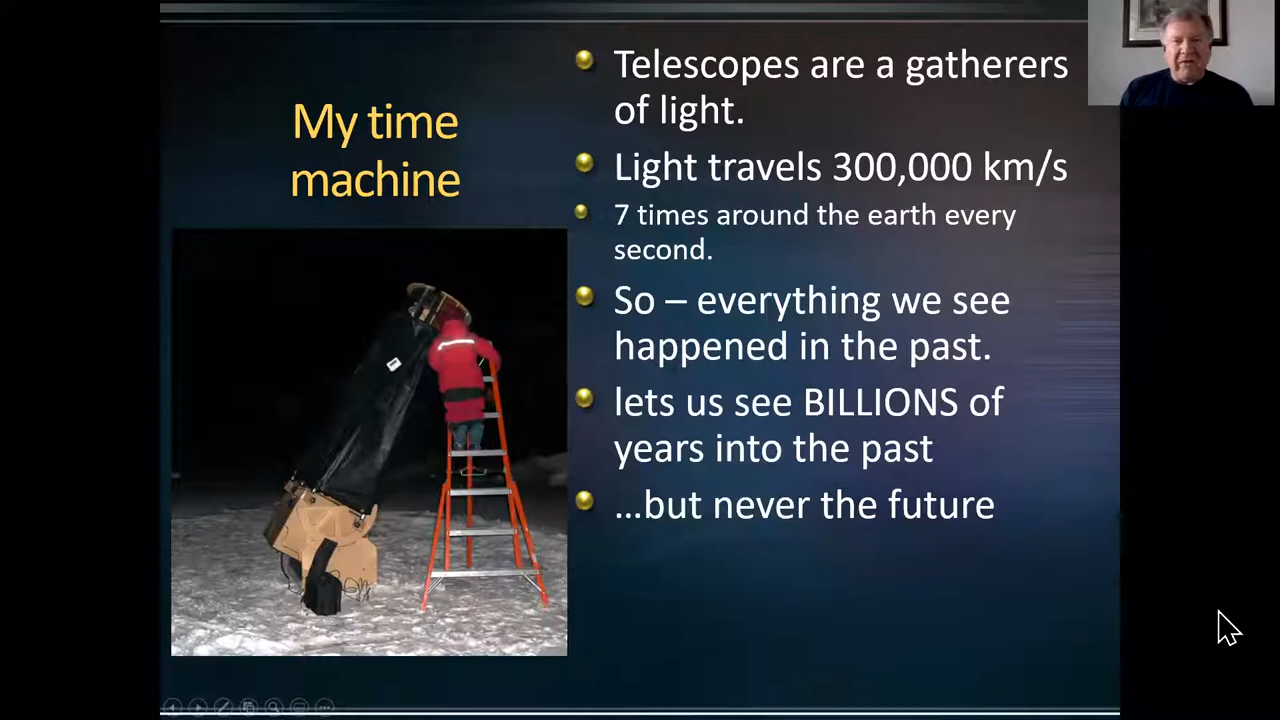 My time
machine
Telescopes are a gatherers
of light.
Light travels 300,000 km/s
7 times around the earth every
second.
So – everything we see
happened in the past.
lets us see BILLIONS of
years into the past
...but never the future